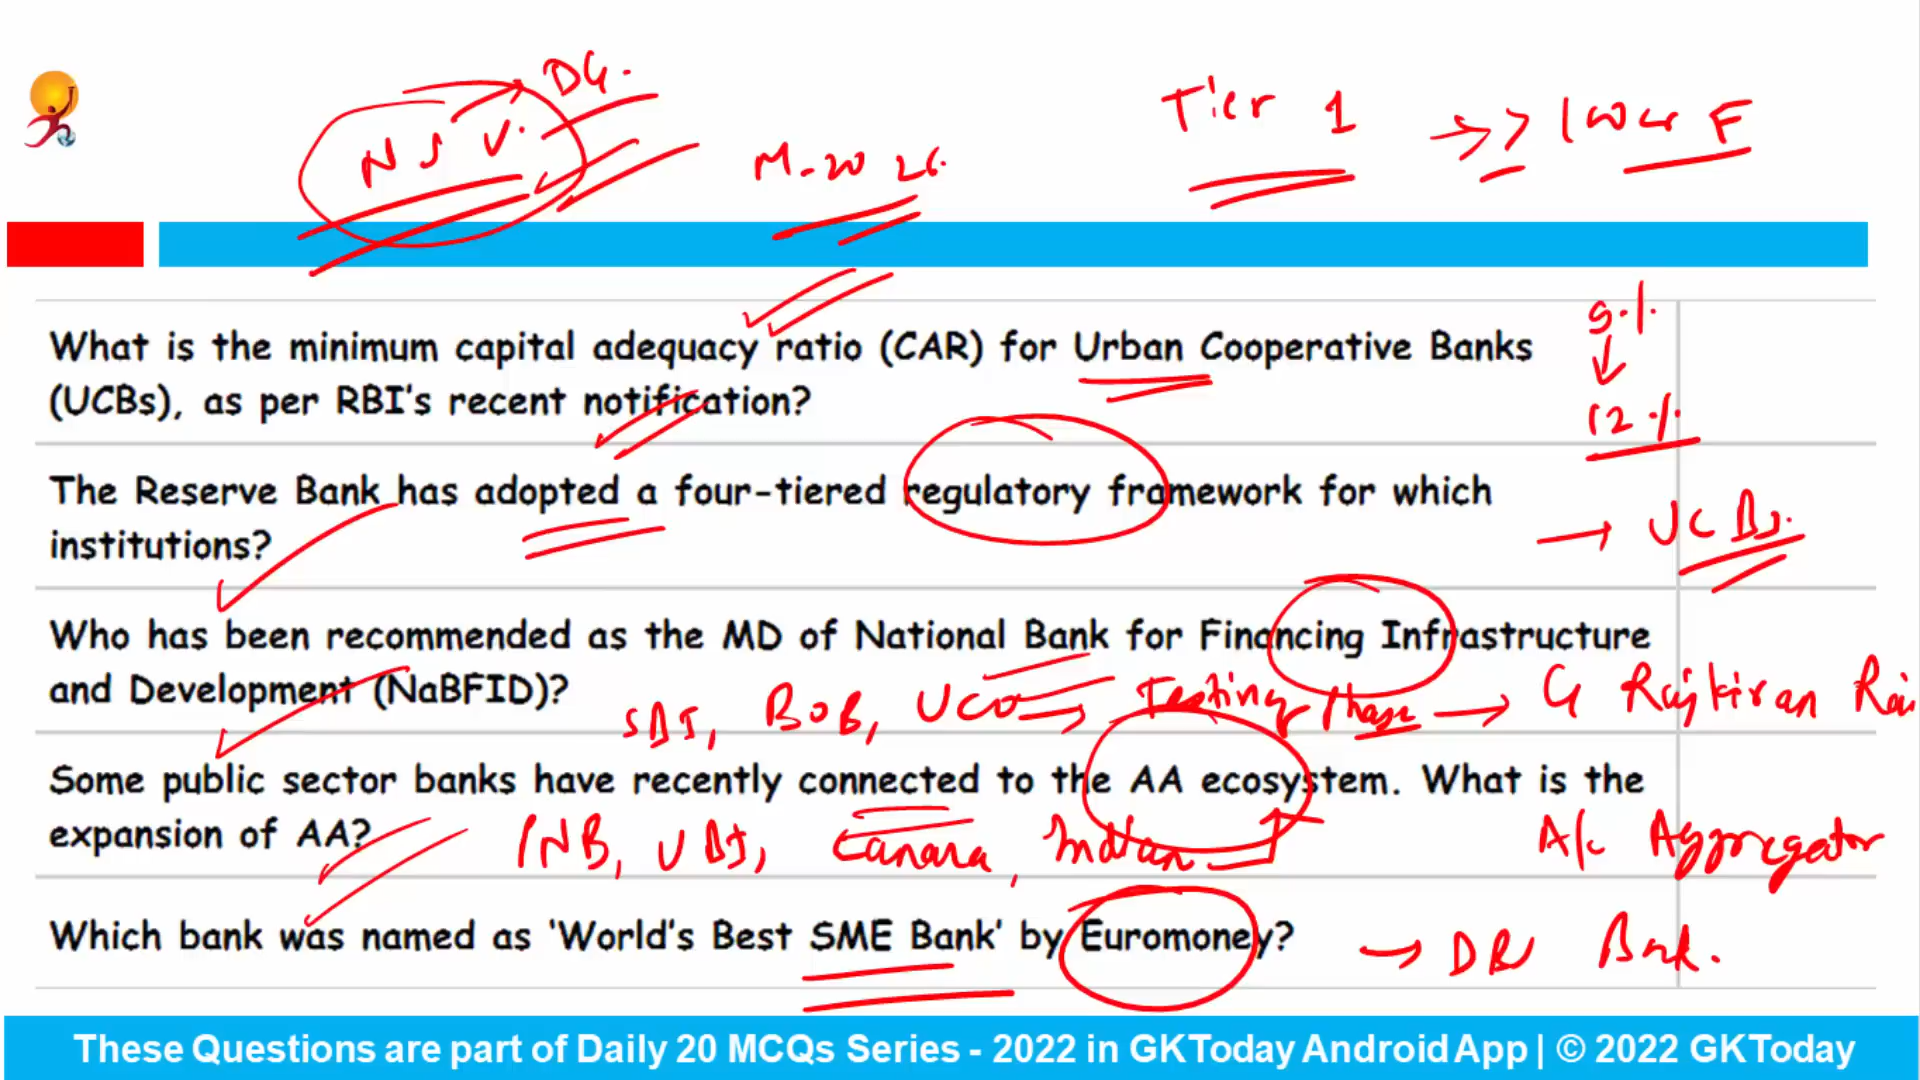 DG.
N S V.
M-2026.
Tier 1 →> lower F
What is the minimum capital adequacy ratio (CAR) for Urban Cooperative Banks
(UCBs), as per RBI's recent notification?
9.%
12 %
The Reserve Bank has adopted a four-tiered regulatory framework for which
institutions?
→ UCBs.
Who has been recommended as the MD of National Bank for Financing Infrastructure
and Development (NaBFID)?
SBI, BOB, UCO → Testing Phase → G Rajkiran Rai
Some public sector banks have recently connected to the AA ecosystem. What is the
expansion of AA?
PNB, UBI, Canara, Indian
A/c Aggregator
Which bank was named as 'World's Best SME Bank' by Euromoney?
→ DBS Bank.
These Questions are part of Daily 20 MCQs Series - 2022 in GKToday Android App | © 2022 GKToday